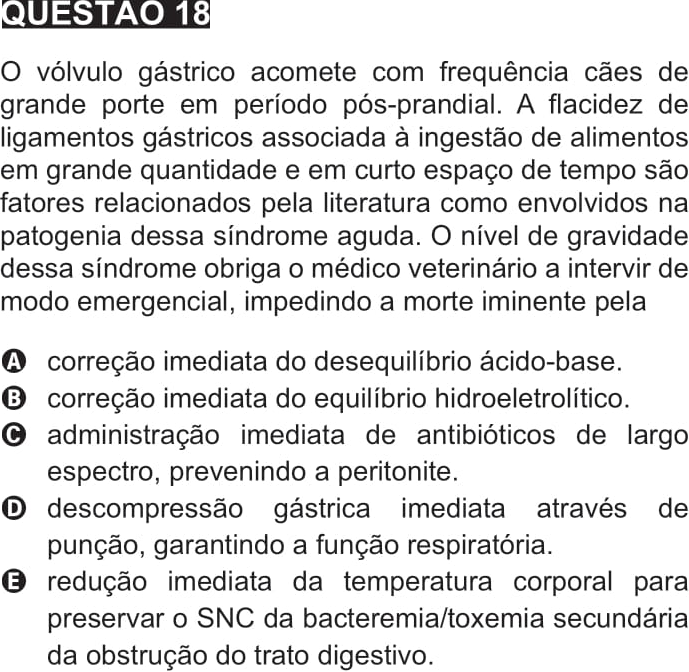 QUESTÃO 18
O vólvulo gástrico acomete com frequência cães de
grande porte em período pós-prandial. A flacidez de
ligamentos gástricos associada à ingestão de alimentos
em grande quantidade e em curto espaço de tempo são
fatores relacionados pela literatura como envolvidos na
patogenia dessa síndrome aguda. O nível de gravidade
dessa síndrome obriga o médico veterinário a intervir de
modo emergencial, impedindo a morte iminente pela
A correção imediata do desequilíbrio ácido-base.
B correção imediata do equilíbrio hidroeletrolítico.
C administração imediata de antibióticos de largo
espectro, prevenindo a peritonite.
D descompressão gástrica imediata através de
punção, garantindo a função respiratória.
E redução imediata da temperatura corporal para
preservar o SNC da bacteremia/toxemia secundária
da obstrução do trato digestivo.